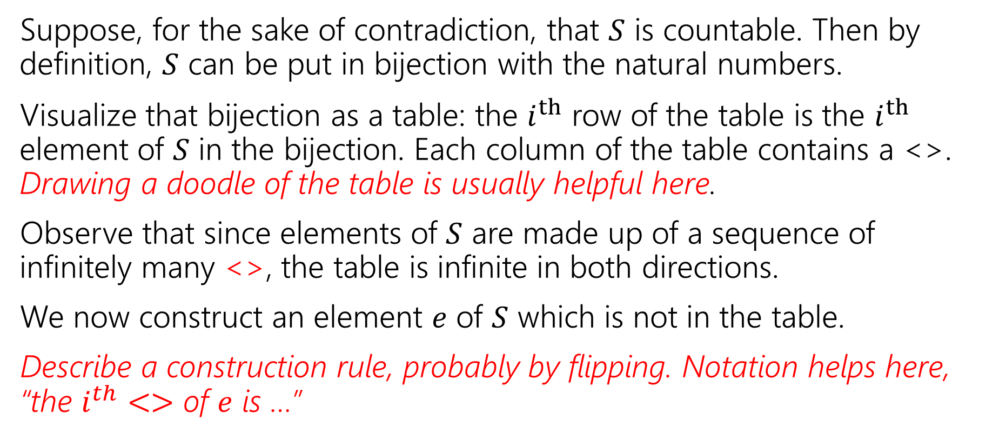 Suppose, for the sake of contradiction, that S is countable. Then by
definition, S can be put in bijection with the natural numbers.
Visualize that bijection as a table: the i^th row of the table is the i^th
element of S in the bijection. Each column of the table contains a <>.
Drawing a doodle of the table is usually helpful here.
Observe that since elements of S are made up of a sequence of
infinitely many <>, the table is infinite in both directions.
We now construct an element e of S which is not in the table.
Describe a construction rule, probably by flipping. Notation helps here,
“the i^th <> of e is …”